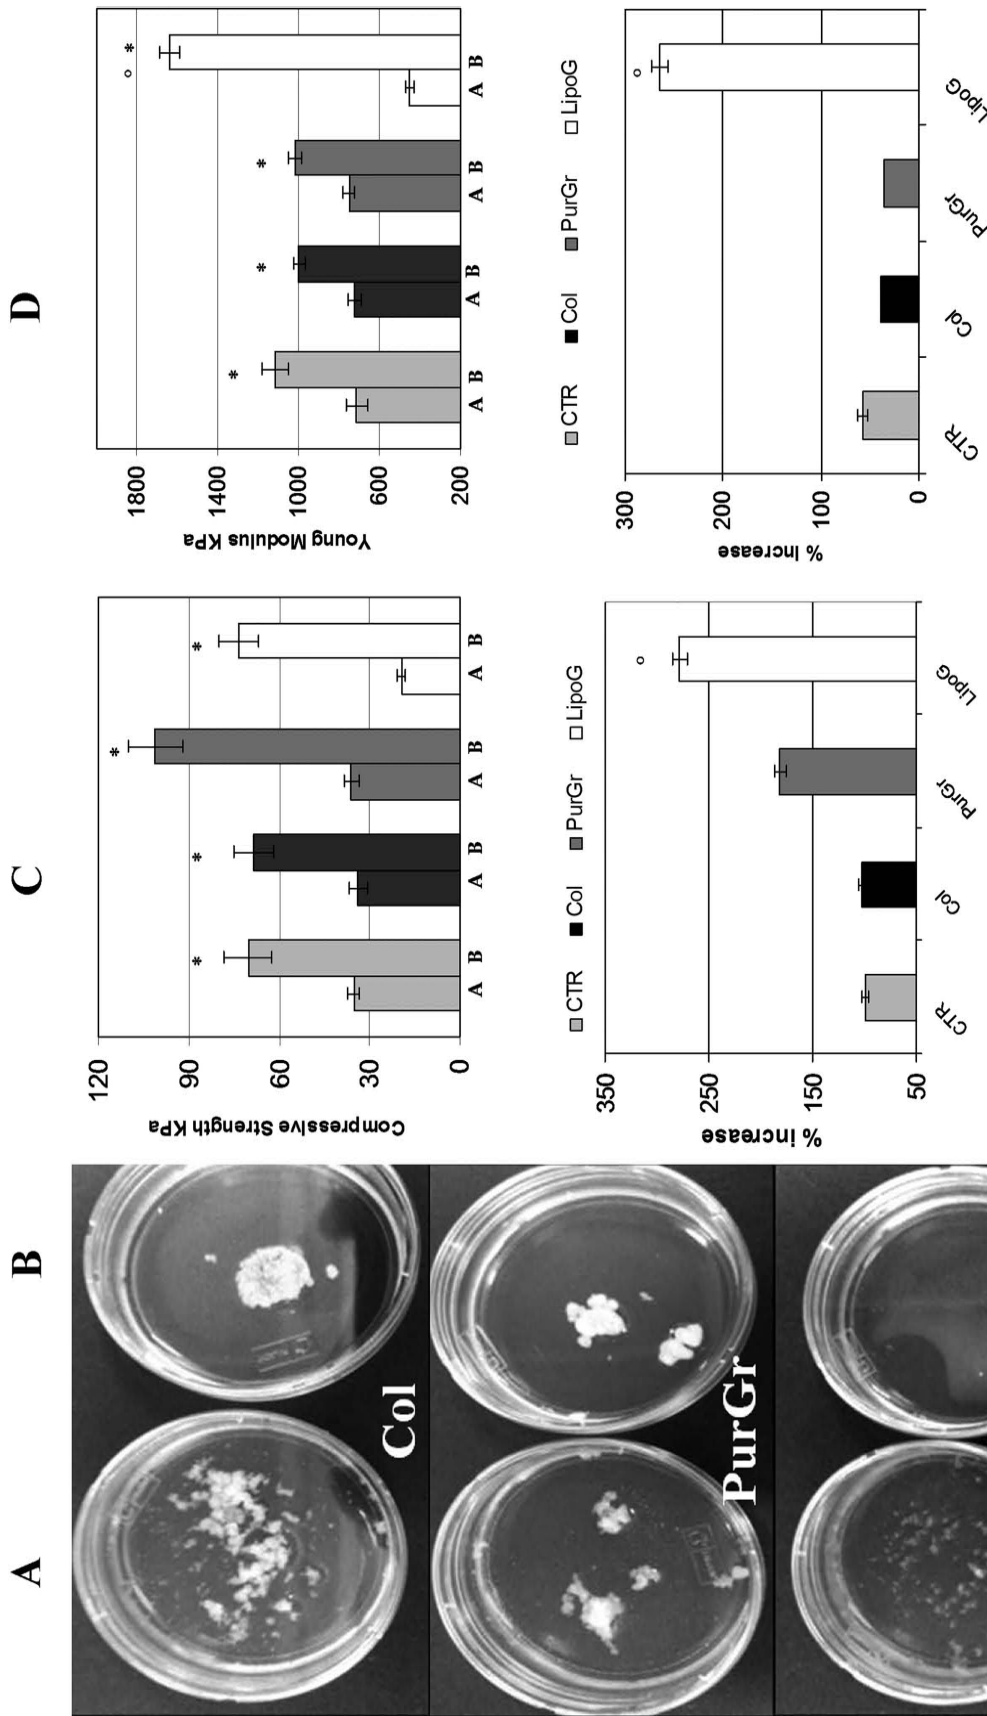 A B C D
Col
PurGr
Compressive Strength KPa
120
90
60
30
0
* * * *
A B A B A B A B
CTR Col PurGr LipoG
% increase
350
250
150
50
°
CTR Col PurGr LipoG
Young Modulus KPa
1800
1400
1000
600
200
* * * ° *
A B A B A B A B
CTR Col PurGr LipoG
% Increase
300
200
100
0
°
CTR Col PurGr LipoG